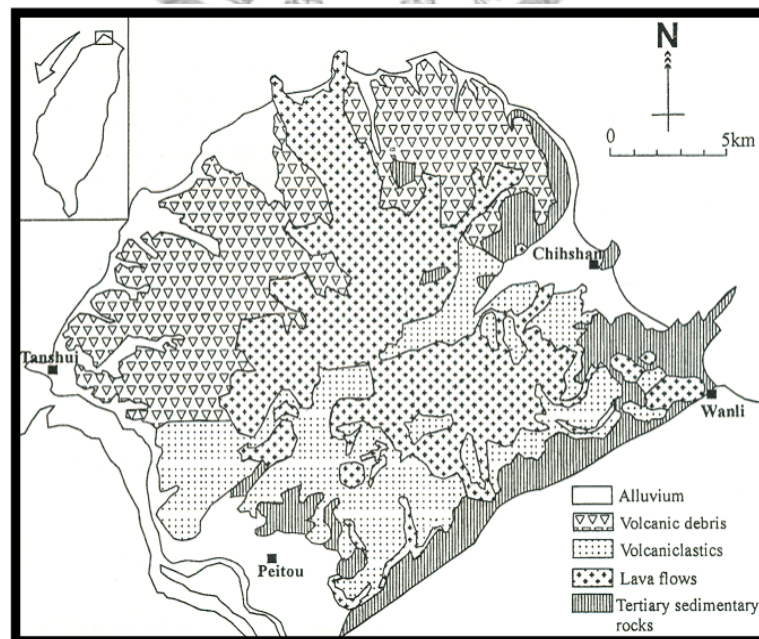 N
0 5km
Chihshan
Tanshui
Wanli
Peitou
Alluvium
Volcanic debris
Volcaniclastics
Lava flows
Tertiary sedimentary
rocks